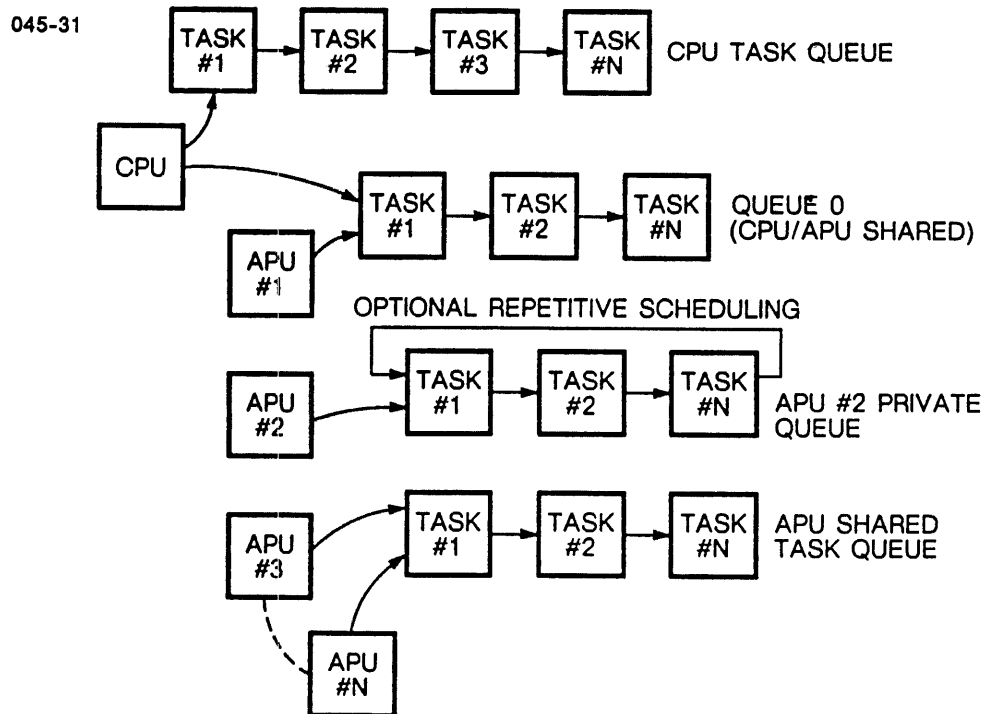 045-31
TASK
#1
TASK
#2
TASK
#3
TASK
#N
CPU TASK QUEUE
CPU
TASK
#1
TASK
#2
TASK
#N
QUEUE 0
(CPU/APU SHARED)
APU
#1
OPTIONAL REPETITIVE SCHEDULING
APU
#2
TASK
#1
TASK
#2
TASK
#N
APU #2 PRIVATE
QUEUE
APU
#3
TASK
#1
TASK
#2
TASK
#N
APU SHARED
TASK QUEUE
APU
#N